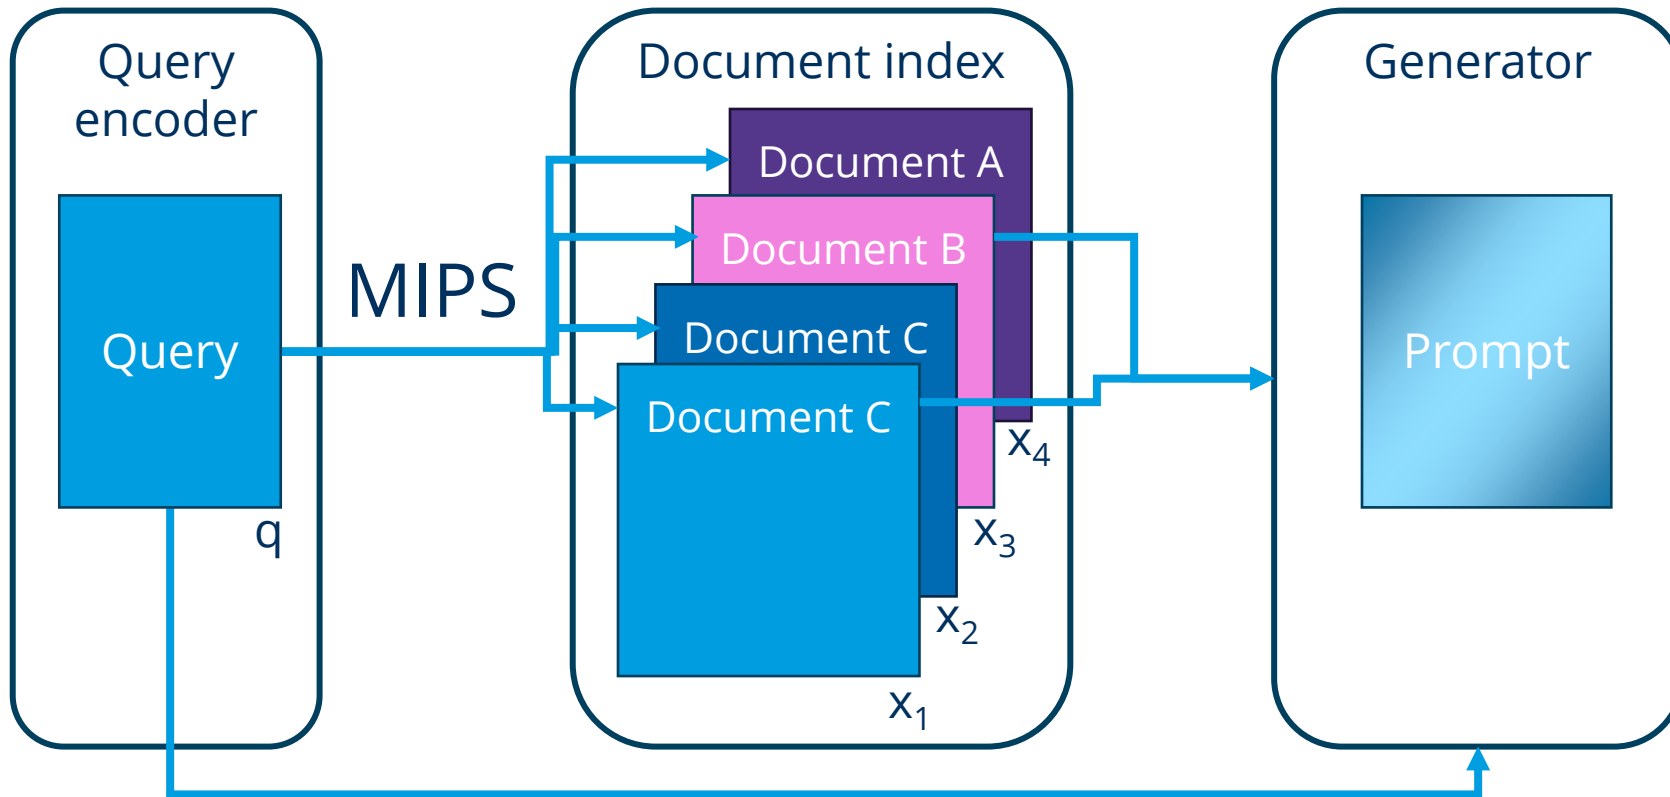 Query
encoder
Query
q
MIPS
Document index
Document A
Document B
Document C
Document C
x₄
x₃
x₂
x₁
Generator
Prompt